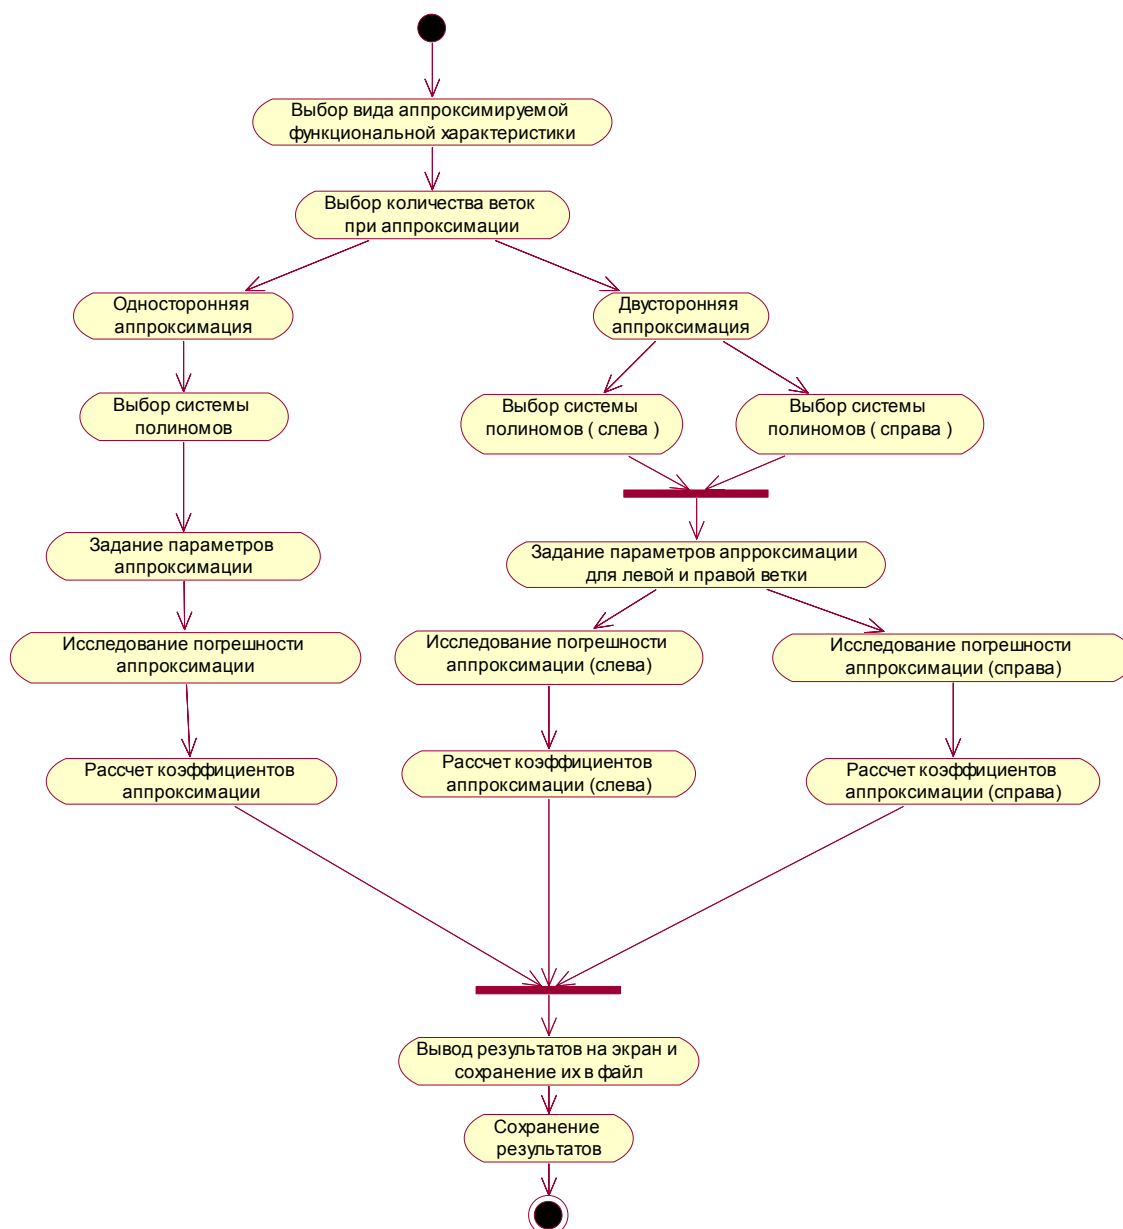 Выбор вида аппроксимируемой
функциональной характеристики
Выбор количества веток
при аппроксимации
Односторонняя
аппроксимация
Двусторонняя
аппроксимация
Выбор системы
полиномов
Выбор системы
полиномов ( слева )
Выбор системы
полиномов ( справа )
Задание параметров
аппроксимации
Задание параметров апрроксимации
для левой и правой ветки
Исследование погрешности
аппроксимации
Исследование погрешности
аппроксимации (слева)
Исследование погрешности
аппроксимации (справа)
Рассчет коэффициентов
аппроксимации
Рассчет коэффициентов
аппроксимации (слева)
Рассчет коэффициентов
аппроксимации (справа)
Вывод результатов на экран и
сохранение их в файл
Сохранение
результатов